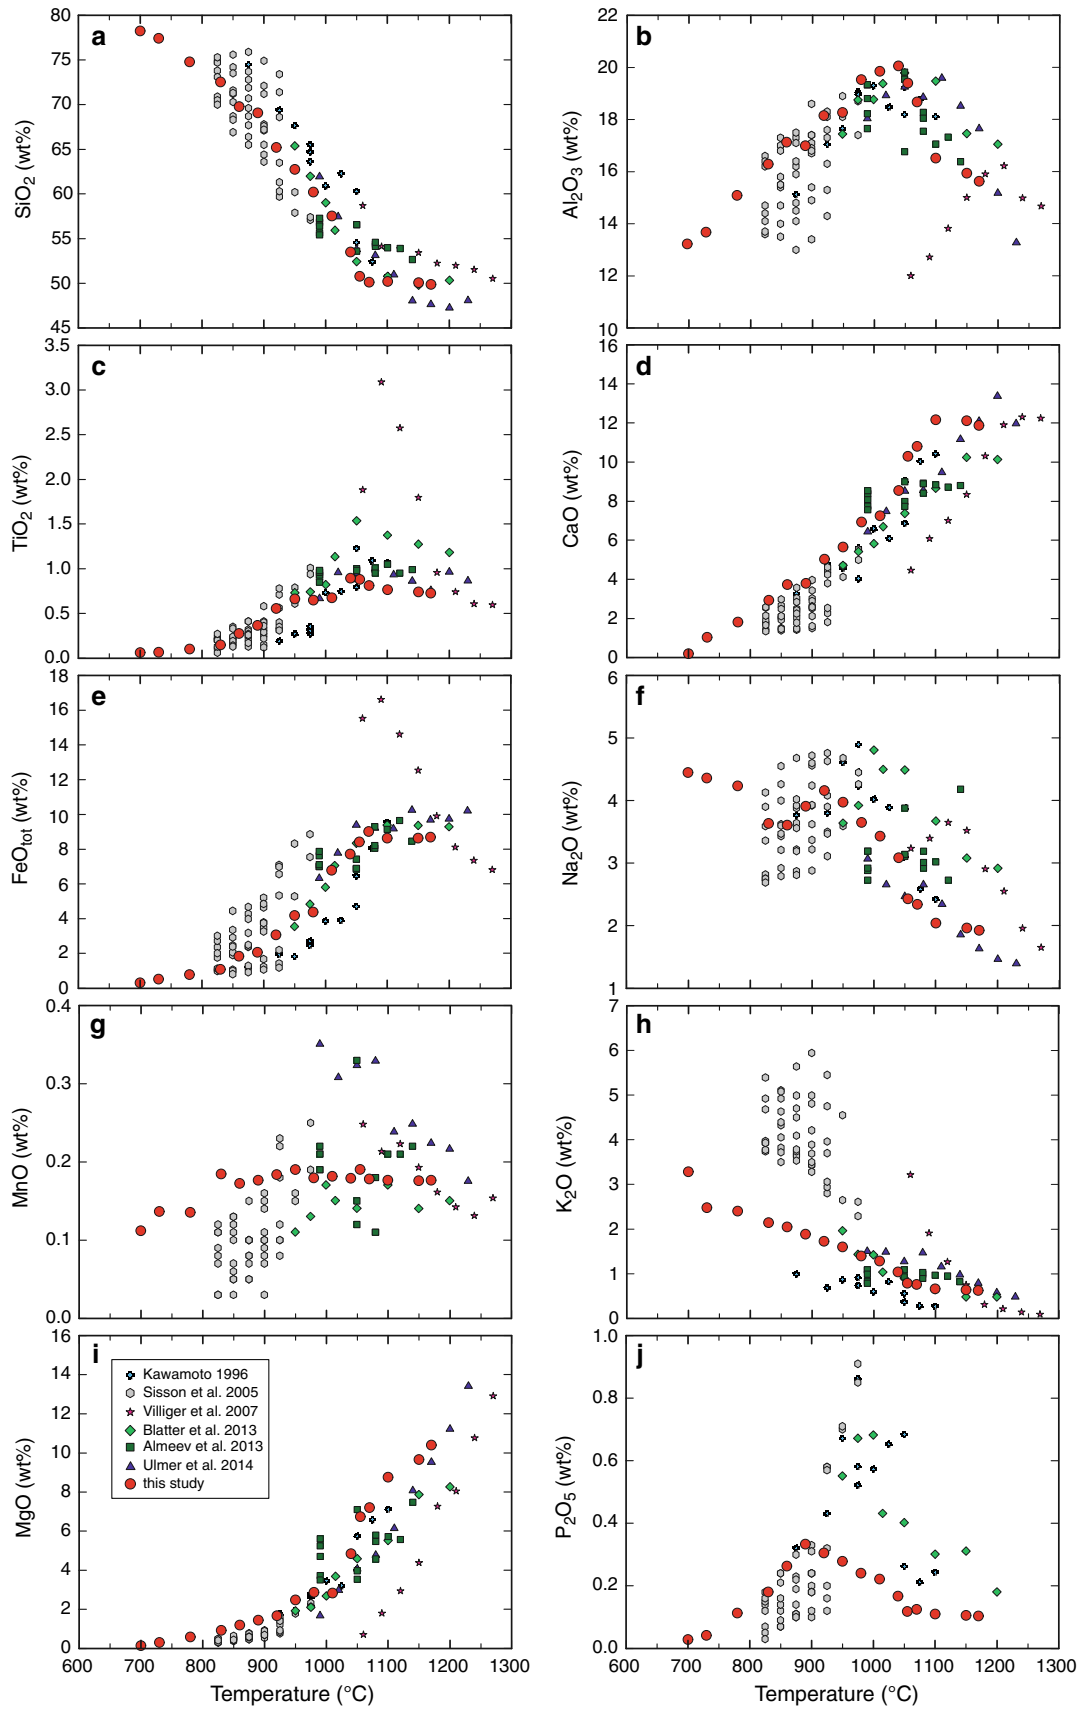 80
75
70
65
60
55
50
45
SiO2 (wt%)
a
22
20
18
16
14
12
10
Al2O3 (wt%)
b
3.5
3.0
2.5
2.0
1.5
1.0
0.5
0.0
TiO2 (wt%)
c
16
14
12
10
8
6
4
2
0
CaO (wt%)
d
18
16
14
12
10
8
6
4
2
0
FeOtot (wt%)
e
6
5
4
3
2
1
Na2O (wt%)
f
0.4
0.3
0.2
0.1
0.0
MnO (wt%)
g
7
6
5
4
3
2
1
0
K2O (wt%)
h
16
14
12
10
8
6
4
2
0
MgO (wt%)
i
Kawamoto 1996
Sisson et al. 2005
Villiger et al. 2007
Blatter et al. 2013
Almeev et al. 2013
Ulmer et al. 2014
this study
600 700 800 900 1000 1100 1200 1300
Temperature (°C)
1.0
0.8
0.6
0.4
0.2
0.0
P2O5 (wt%)
j
600 700 800 900 1000 1100 1200 1300
Temperature (°C)